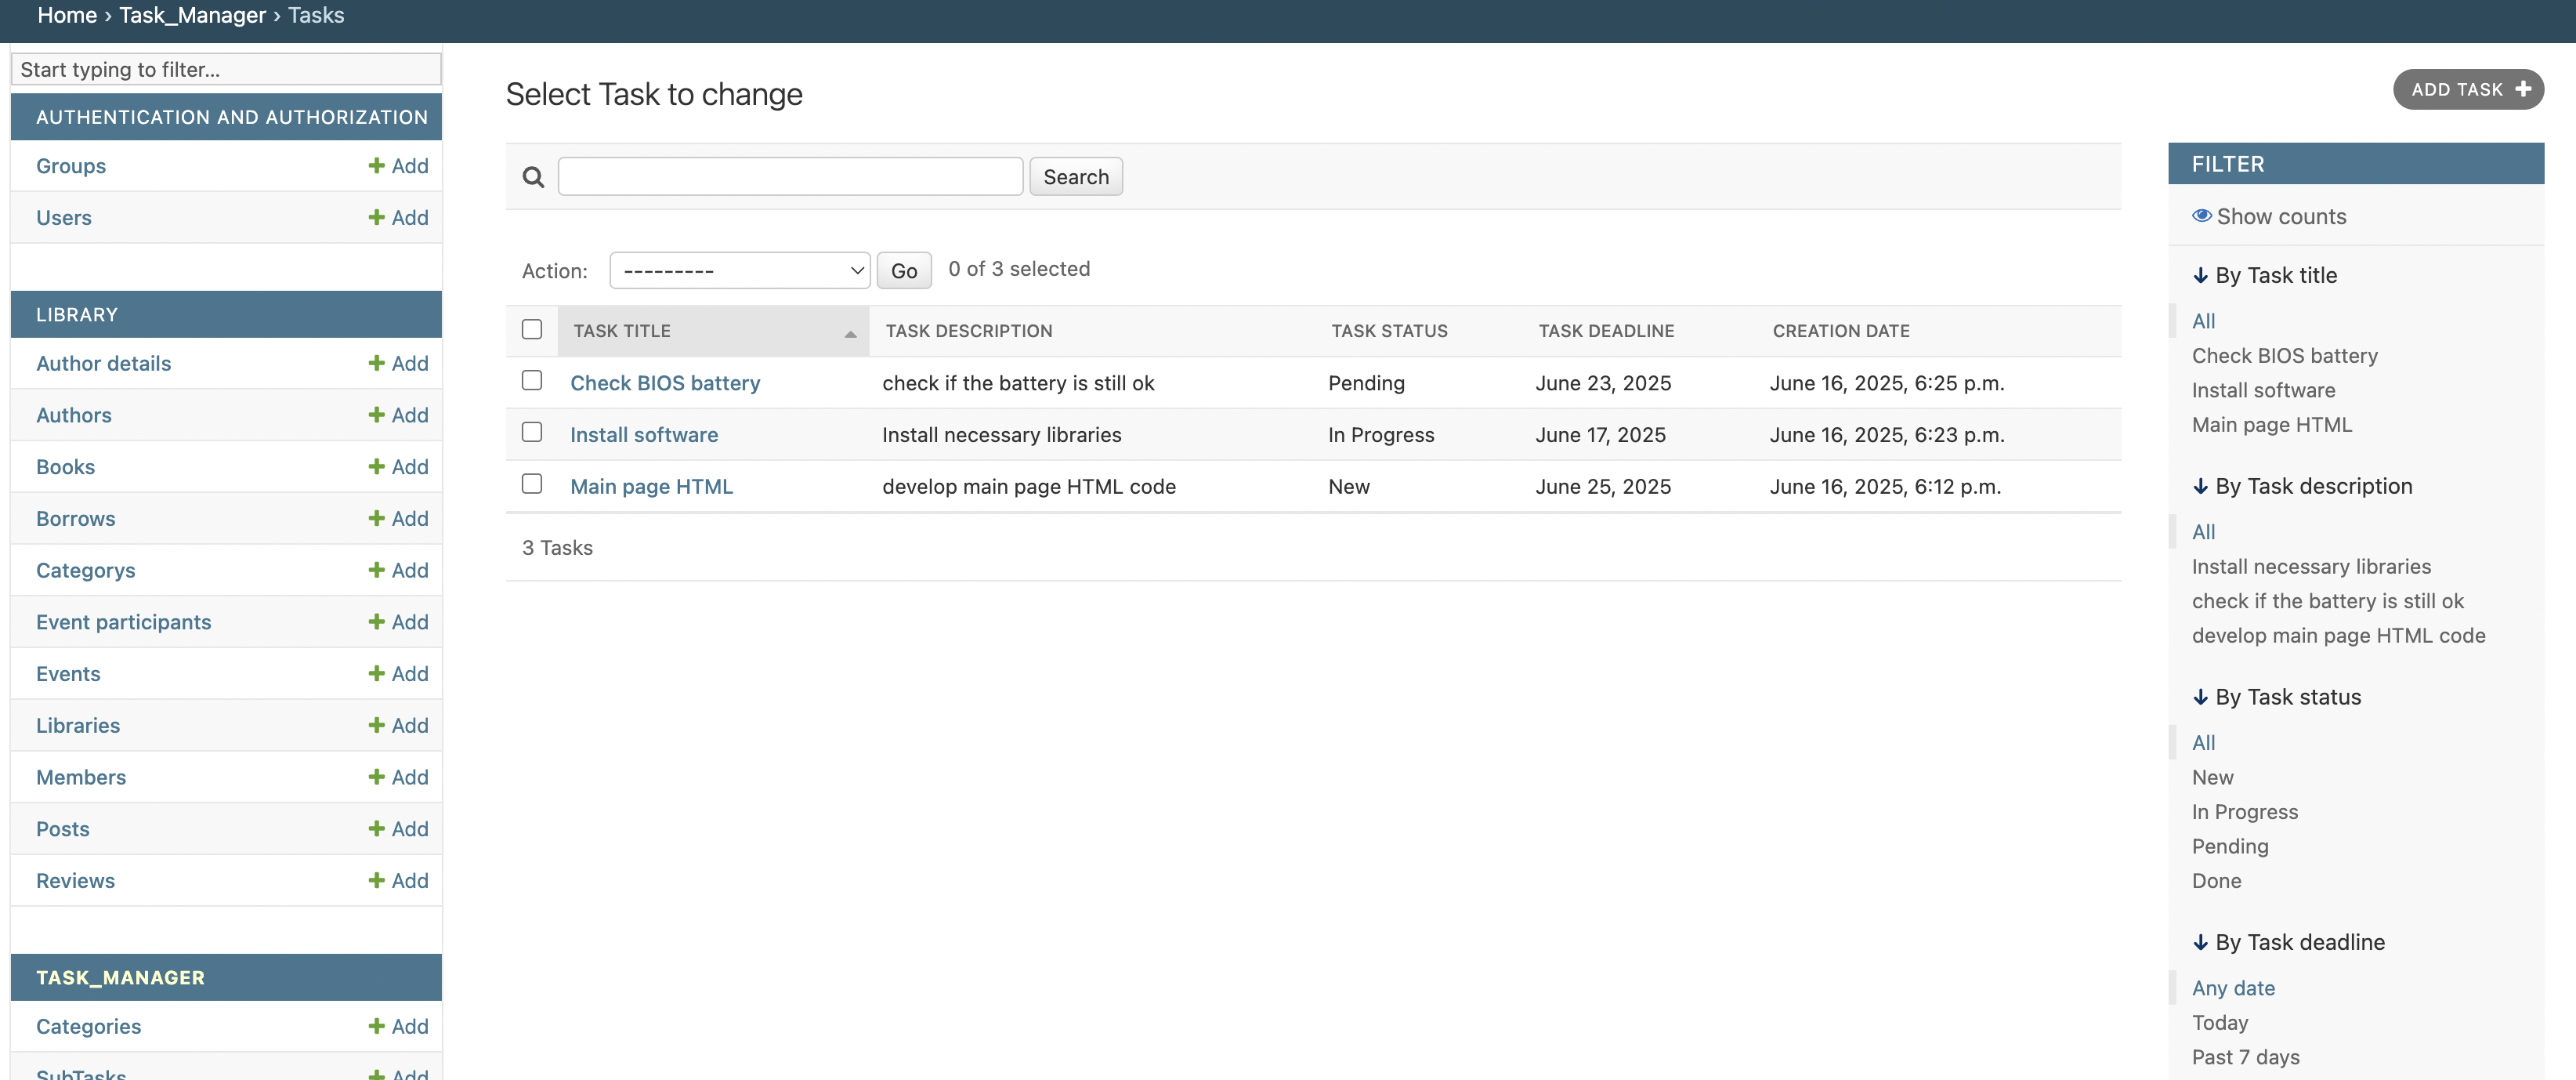 Home › Task_Manager › Tasks
Start typing to filter...
AUTHENTICATION AND AUTHORIZATION
Groups Add
Users Add
LIBRARY
Author details Add
Authors Add
Books Add
Borrows Add
Categorys Add
Event participants Add
Events Add
Libraries Add
Members Add
Posts Add
Reviews Add
TASK_MANAGER
Categories Add
SubTasks Add
Select Task to change
ADD TASK
Search
Action: --------- Go 0 of 3 selected
TASK TITLE TASK DESCRIPTION TASK STATUS TASK DEADLINE CREATION DATE
Check BIOS battery check if the battery is still ok Pending June 23, 2025 June 16, 2025, 6:25 p.m.
Install software Install necessary libraries In Progress June 17, 2025 June 16, 2025, 6:23 p.m.
Main page HTML develop main page HTML code New June 25, 2025 June 16, 2025, 6:12 p.m.
3 Tasks
FILTER
Show counts
By Task title
All
Check BIOS battery
Install software
Main page HTML
By Task description
All
Install necessary libraries
check if the battery is still ok
develop main page HTML code
By Task status
All
New
In Progress
Pending
Done
By Task deadline
Any date
Today
Past 7 days